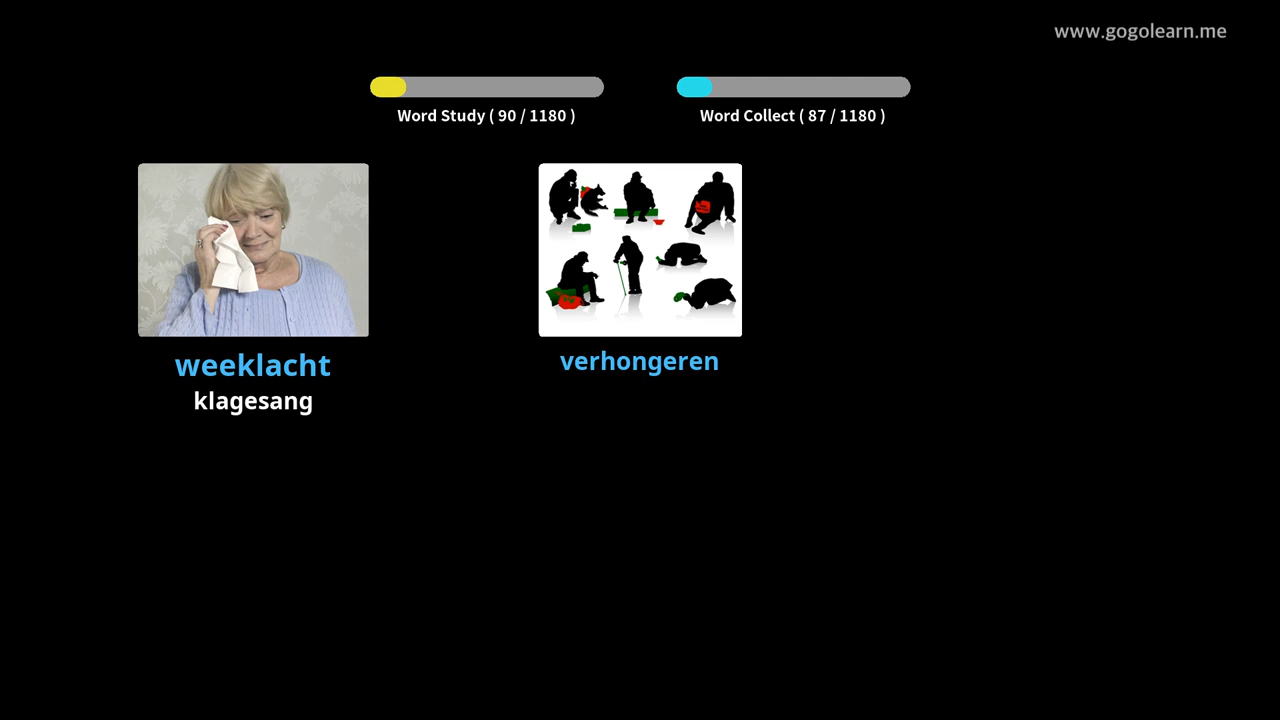 www.gogolearn.me
Word Study ( 90 / 1180 )
Word Collect ( 87 / 1180 )
weeklacht
klagesang
verhongeren